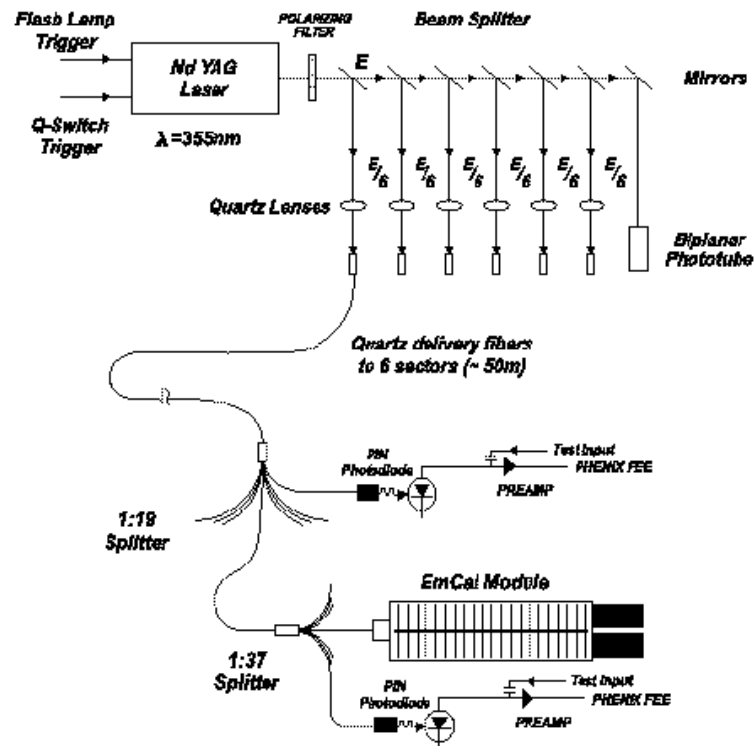 Flash Lamp
Trigger
POLARIZING
FILTER
Beam Splitter
Nd YAG
Laser
E
Mirrors
Q-Switch
Trigger
λ=355nm
E/6
E/6
E/6
E/6
E/6
E/6
Quartz Lenses
Biplanar
Phototube
Quartz delivery fibers
to 6 sectors (~ 50m)
PIN
Photodiode
Test Input
PHENIX FEE
PREAMP
1:19
Splitter
EmCal Module
1:37
Splitter
PIN
Photodiode
Test Input
PHENIX FEE
PREAMP